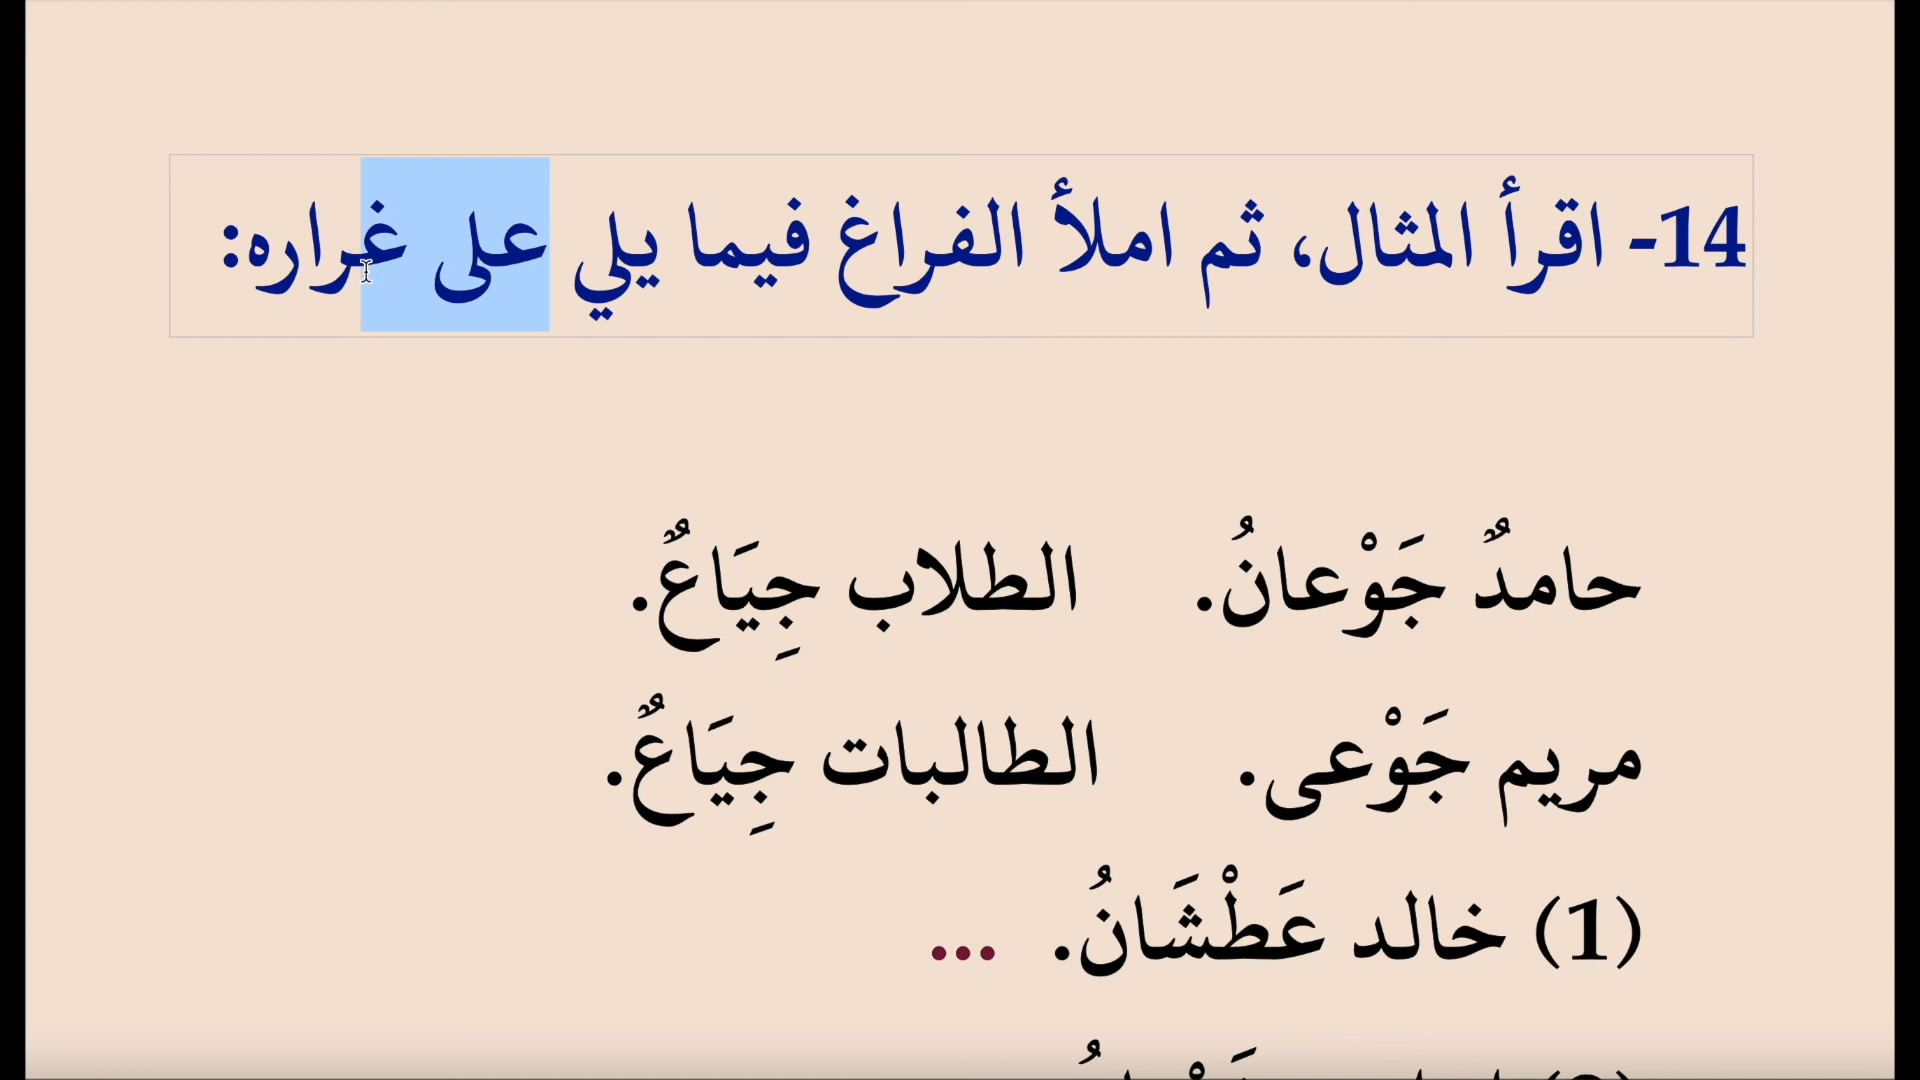 14- اقرأ المثال، ثم املأ الفراغ فيما يلي على غراره:
حامدٌ جَوْعانُ. الطلاب جِيَاعٌ.
مريم جَوْعى. الطالبات جِيَاعٌ.
(1) خالد عَطْشَانُ. ...